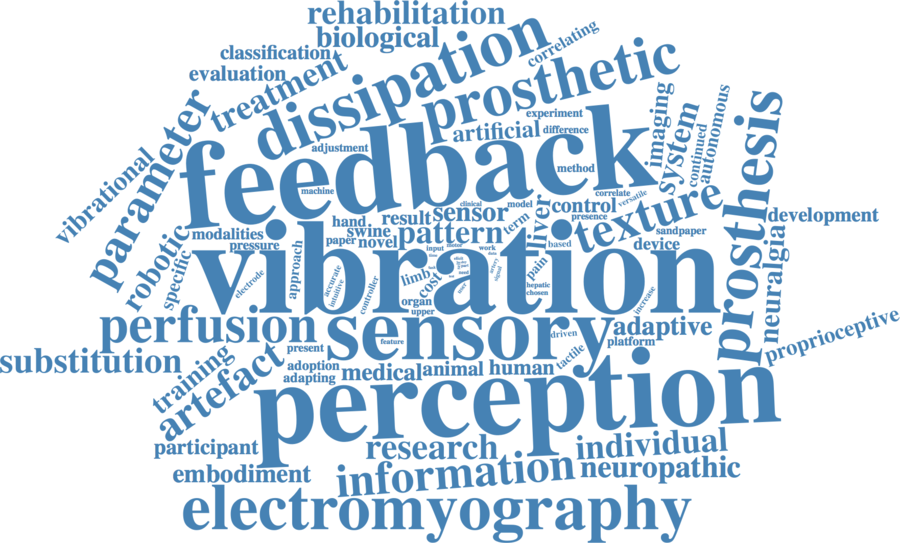 rehabilitation
biological
classification
evaluation
treatment
dissipation
correlating
prosthetic
experiment
artificial
difference
imaging
system
continued
autonomous
parameter
vibrational
adjustment
feedback
machine
method
correlate
versatile
prosthesis
clinical
model
control
presence
texture
hand
result
sensor
term
liver
swine
pattern
paper
novel
modalities
pressure
robotic
specific
electrode
approach
accurate
intuitive
controller
vibration
input
motor
work
data
based
device
sandpaper
development
neuralgia
limb
cost
organ
upper
pain
hepatic
chosen
increase
signal
perfusion
sensory
feature
driven
platform
adaptive
proprioceptive
substitution
training
artefact
present
adoption
adapting
medical
animal
human
tactile
perception
participant
research
individual
embodiment
information
neuropathic
electromyography